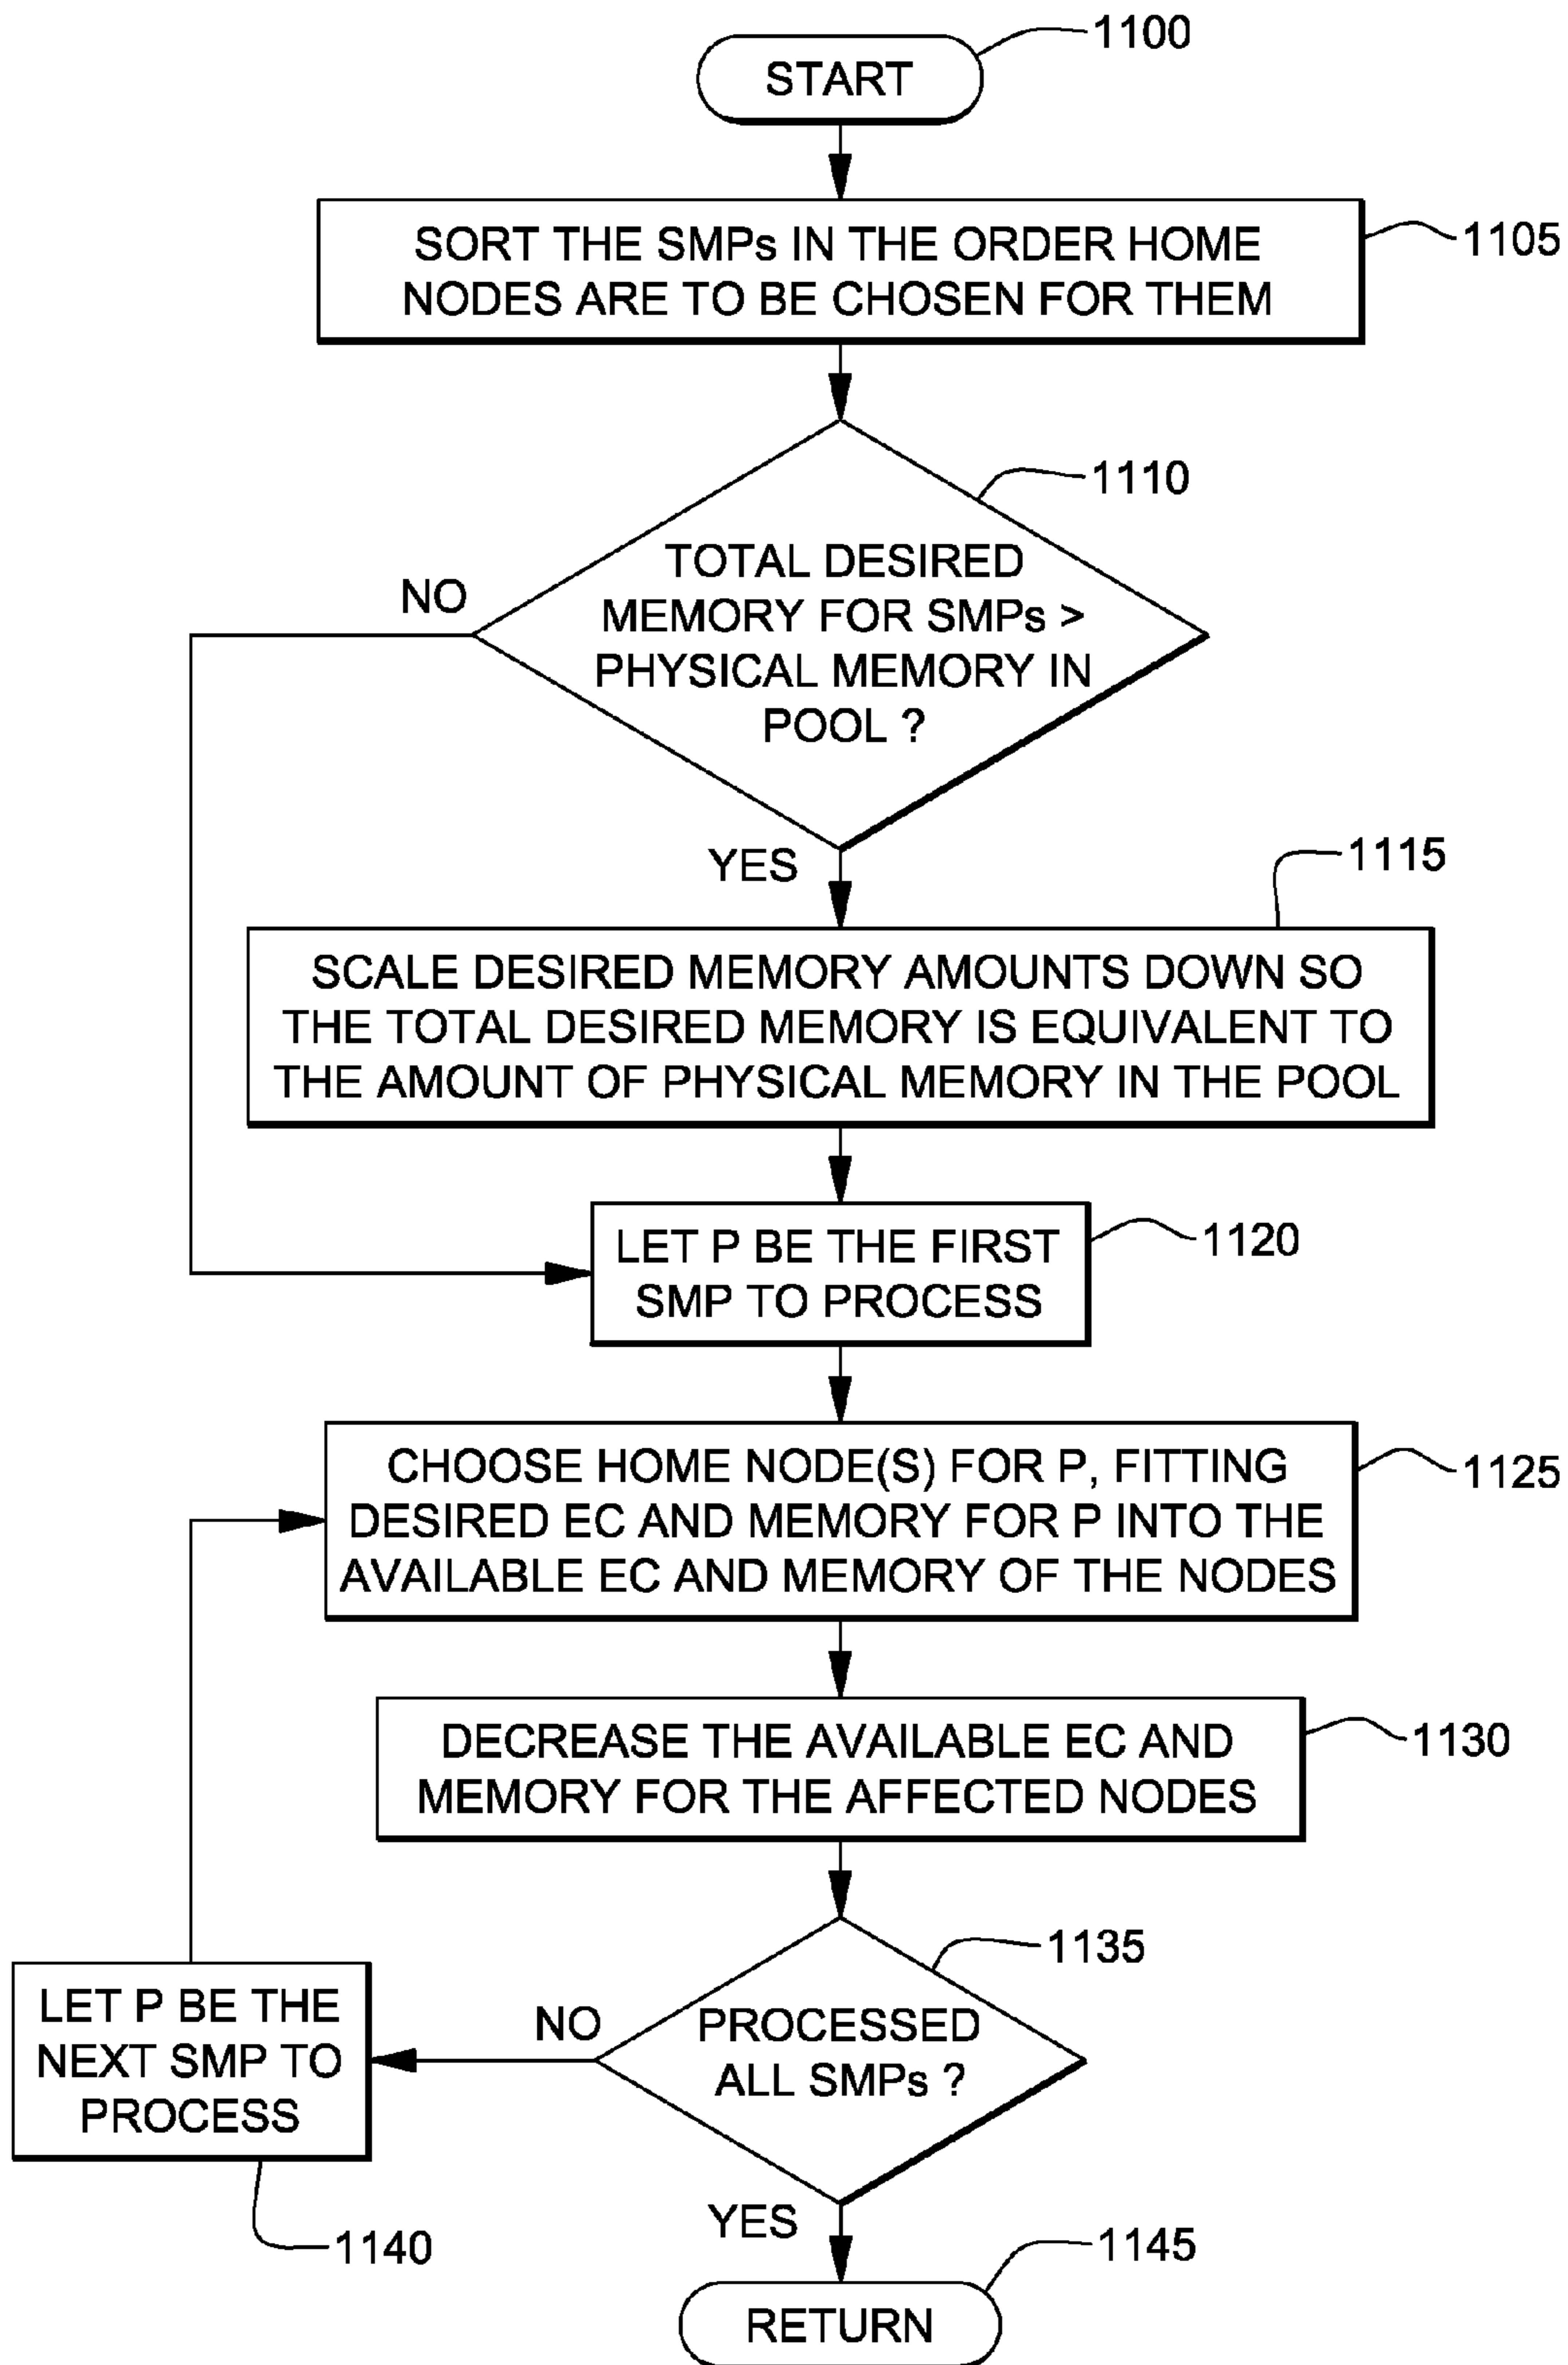 1100
START
SORT THE SMPs IN THE ORDER HOME
NODES ARE TO BE CHOSEN FOR THEM
1105
1110
TOTAL DESIRED
MEMORY FOR SMPs >
PHYSICAL MEMORY IN
POOL ?
NO
YES
1115
SCALE DESIRED MEMORY AMOUNTS DOWN SO
THE TOTAL DESIRED MEMORY IS EQUIVALENT TO
THE AMOUNT OF PHYSICAL MEMORY IN THE POOL
LET P BE THE FIRST
SMP TO PROCESS
1120
CHOOSE HOME NODE(S) FOR P, FITTING
DESIRED EC AND MEMORY FOR P INTO THE
AVAILABLE EC AND MEMORY OF THE NODES
1125
DECREASE THE AVAILABLE EC AND
MEMORY FOR THE AFFECTED NODES
1130
1135
PROCESSED
ALL SMPs ?
NO
LET P BE THE
NEXT SMP TO
PROCESS
1140
YES
1145
RETURN